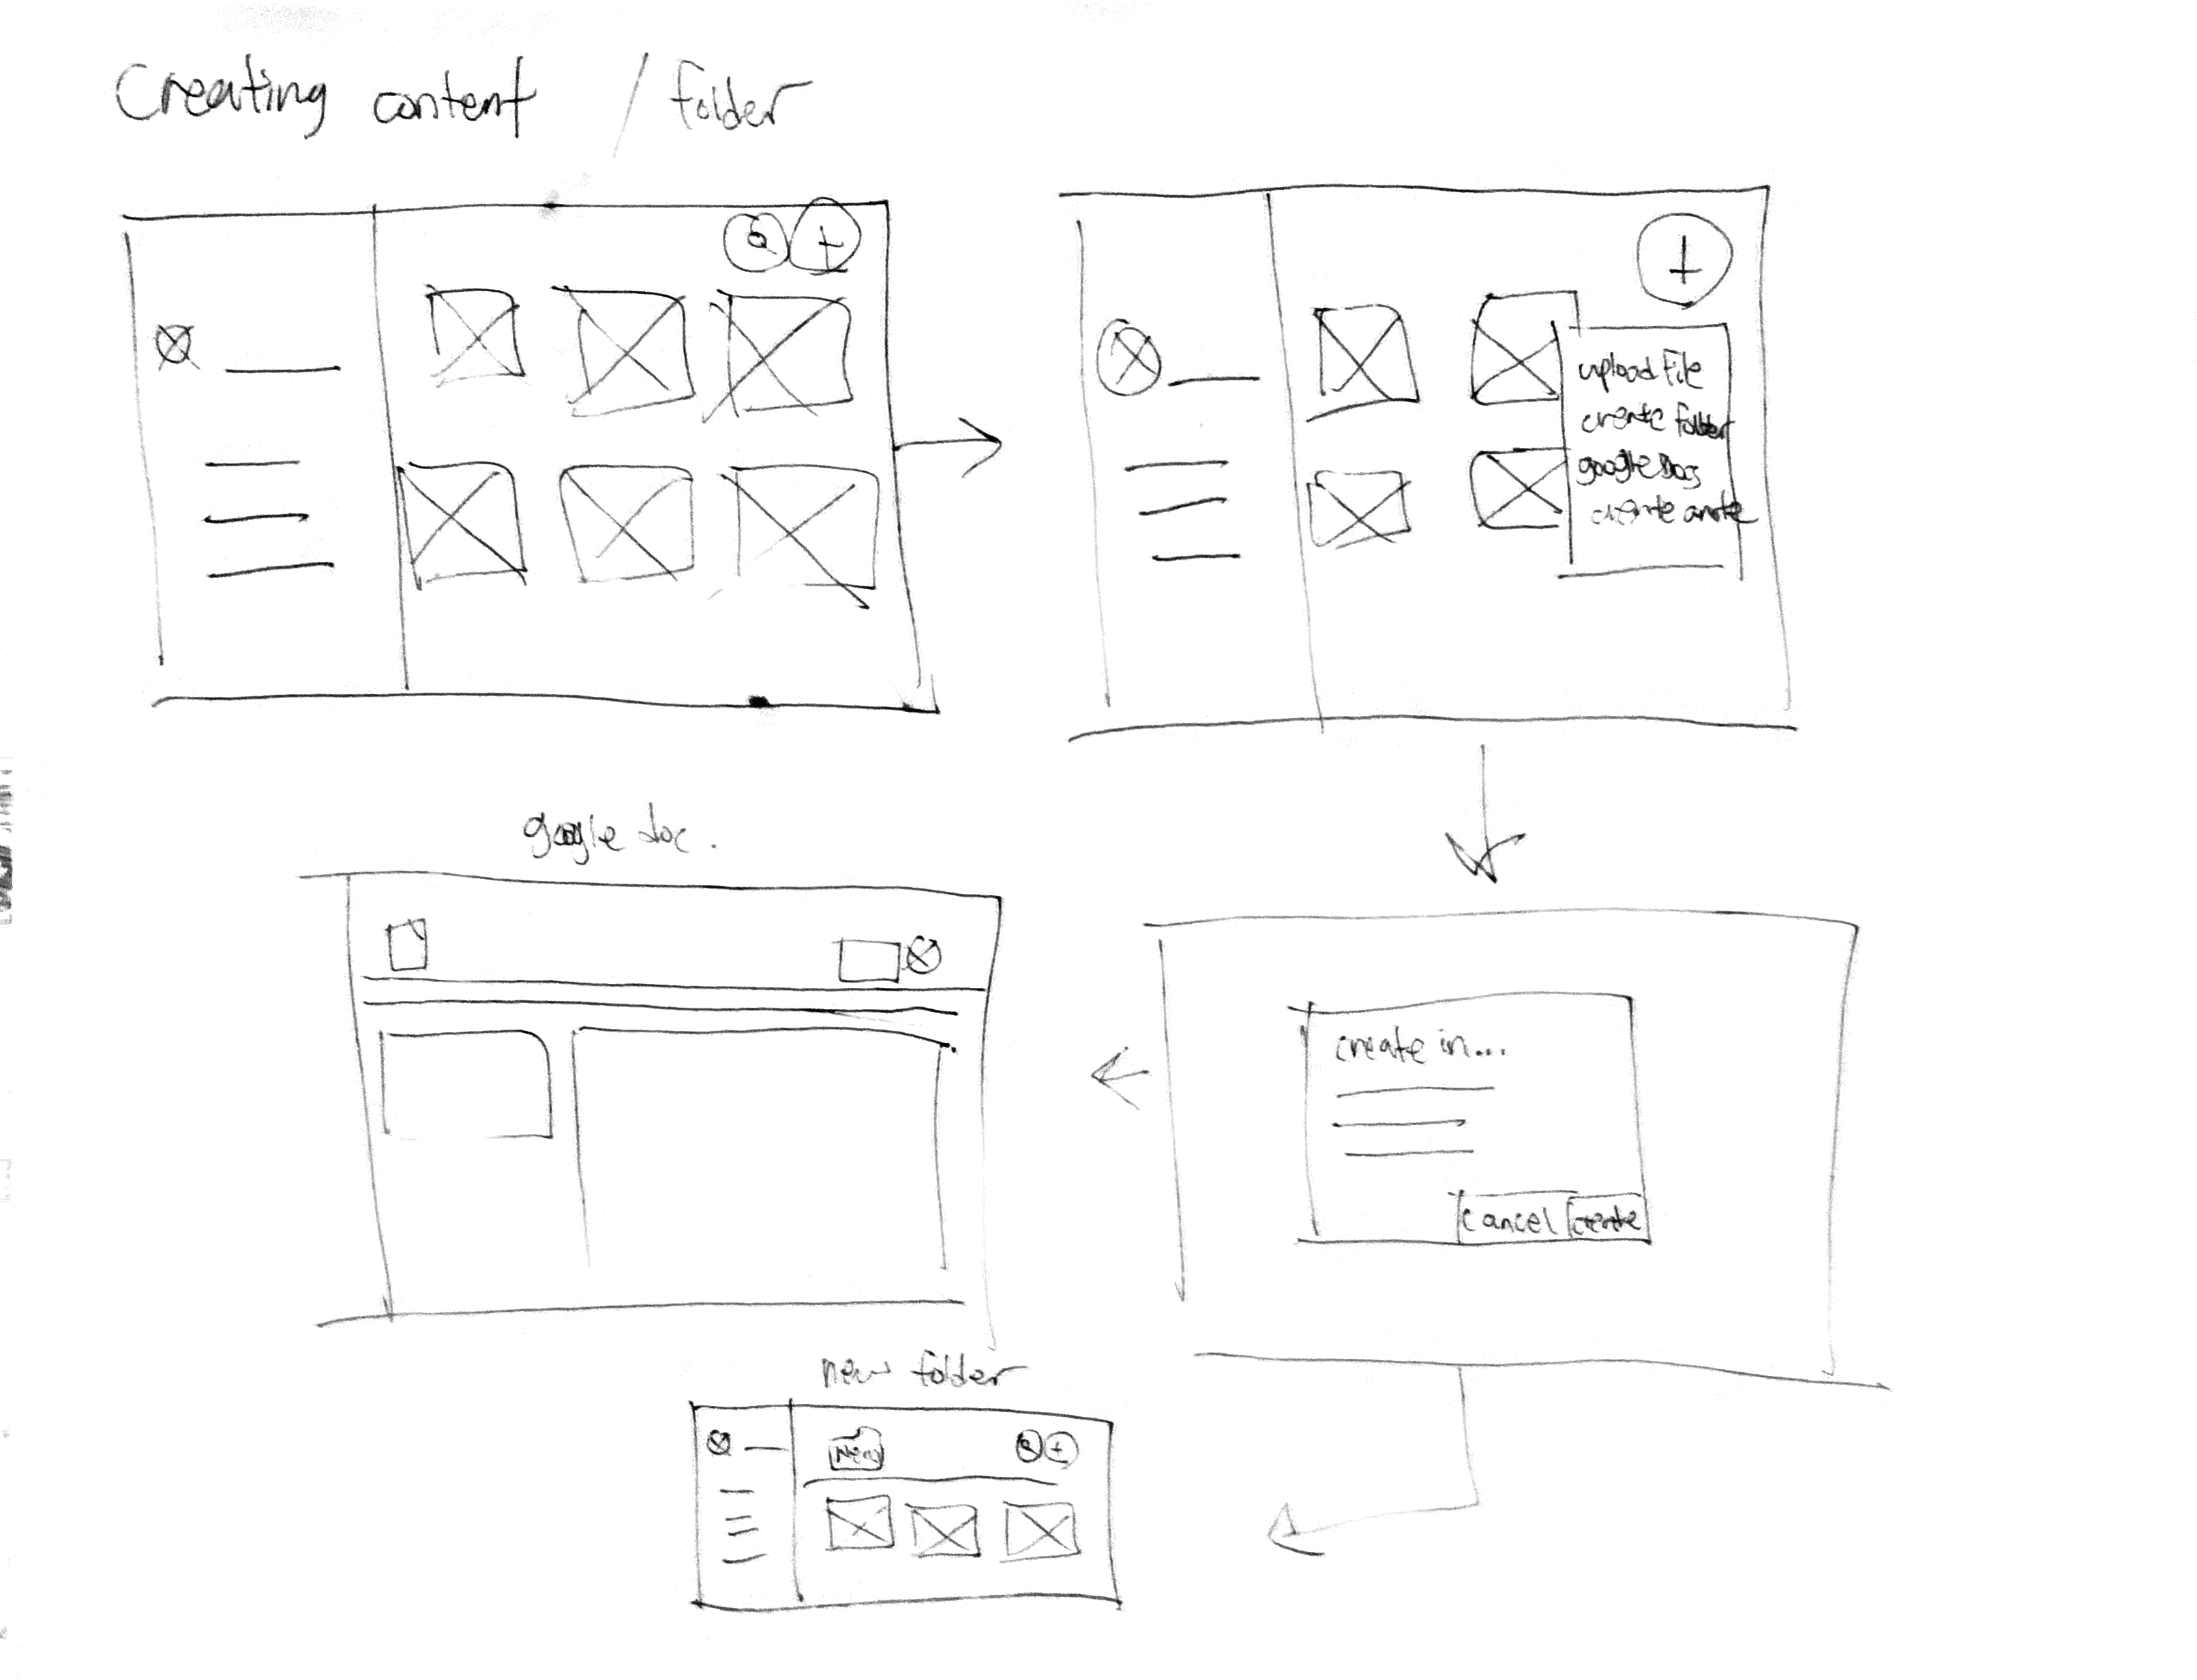 Creating content / folder
upload file
create folder
google Docs
create a note
google doc.
create in...
cancel create
new folder